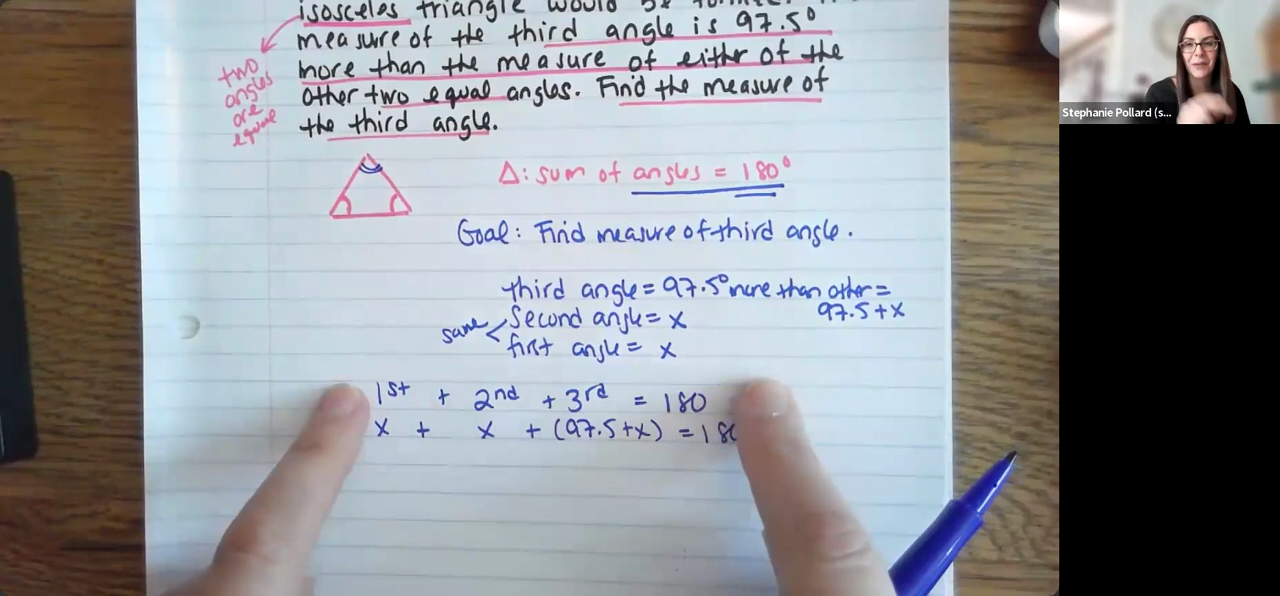 isosceles triangle would be
measure of the third angle is 97.5°
more than the measure of either of the
other two equal angles. Find the measure of
the third angle.
two
angles
are
equal
Δ: sum of angles = 180°
Goal: Find measure of third angle.
third angle = 97.5° more than other =
97.5+x
same < Second angle = x
first angle = x
1st + 2nd + 3rd = 180
x + x + (97.5+x) = 18
Stephanie Pollard (s...